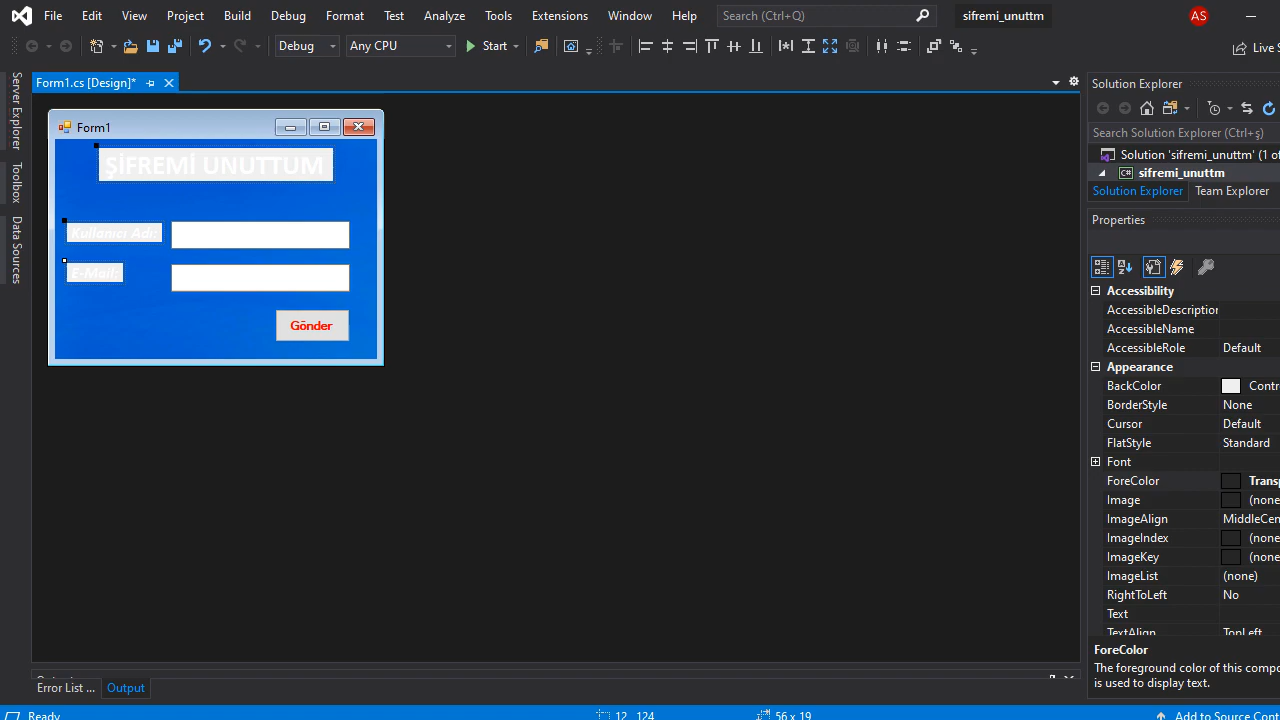 File Edit View Project Build Debug Format Test Analyze Tools Extensions Window Help Search (Ctrl+Q) sifremi_unuttm AS
Debug Any CPU Start Live S
Form1.cs [Design]*
Server Explorer
Toolbox
Data Sources
Form1
ŞİFREMİ UNUTTUM
Kullanıcı Adı:
E-Mail:
Gönder
Solution Explorer
Search Solution Explorer (Ctrl+ş)
Solution 'sifremi_unuttm' (1 of
C# sifremi_unuttm
Solution Explorer Team Explorer
Properties
Accessibility
AccessibleDescription
AccessibleName
AccessibleRole Default
Appearance
BackColor Contr
BorderStyle None
Cursor Default
FlatStyle Standard
Font
ForeColor Transp
Image (none
ImageAlign MiddleCen
ImageIndex (none
ImageKey (none
ImageList (none)
RightToLeft No
Text
TextAlign TopLeft
ForeColor
The foreground color of this compo
is used to display text.
Output
Error List ... Output
Ready 12, 124 56 x 19 Add to Source Cont